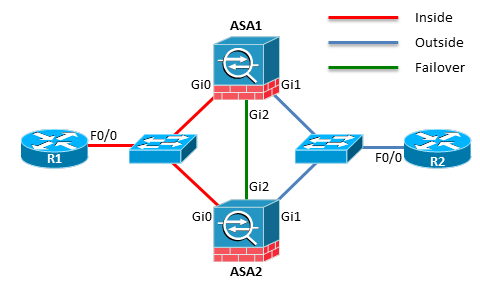 ASA1
Inside
Outside
Failover
Gi0
Gi1
Gi2
F0/0
R1
F0/0
R2
Gi2
Gi0
Gi1
ASA2